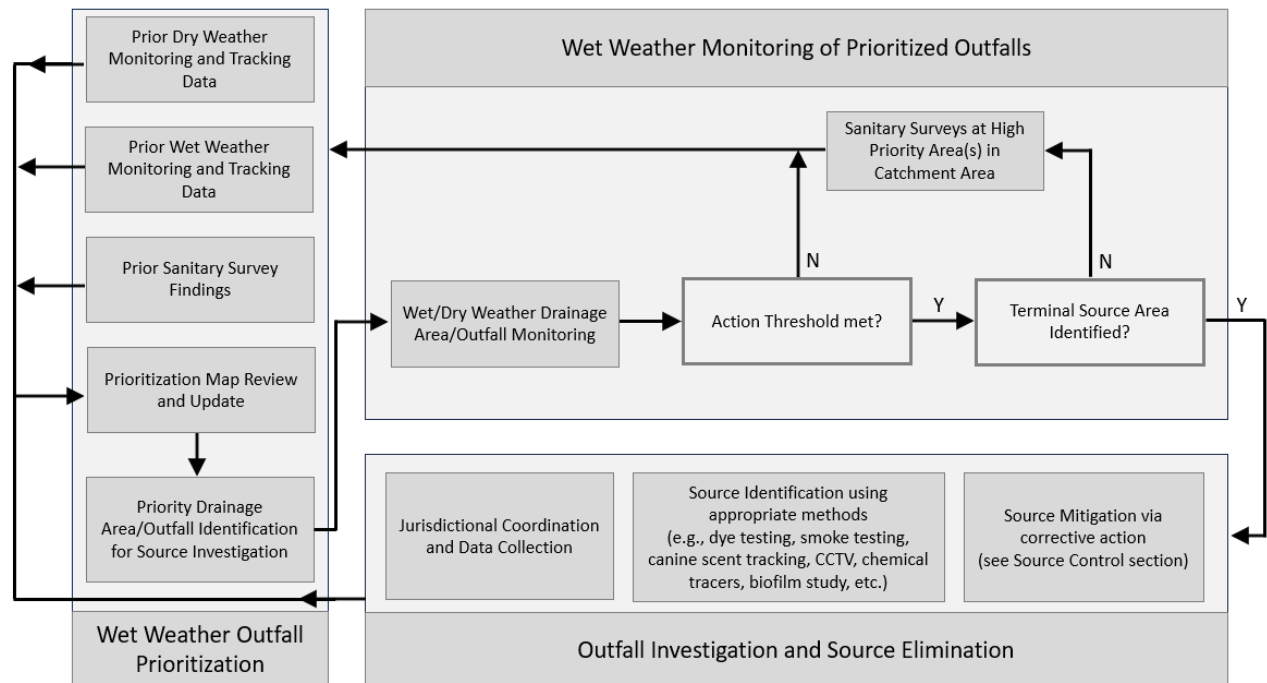 Prior Dry Weather
Monitoring and Tracking
Data
Prior Wet Weather
Monitoring and Tracking
Data
Prior Sanitary Survey
Findings
Prioritization Map Review
and Update
Priority Drainage
Area/Outfall Identification
for Source Investigation
Wet Weather Outfall
Prioritization
Wet Weather Monitoring of Prioritized Outfalls
Sanitary Surveys at High
Priority Area(s) in
Catchment Area
N
N
Wet/Dry Weather Drainage
Area/Outfall Monitoring
Action Threshold met?
Y
Terminal Source Area
Identified?
Y
Jurisdictional Coordination
and Data Collection
Source Identification using
appropriate methods
(e.g., dye testing, smoke testing,
canine scent tracking, CCTV, chemical
tracers, biofilm study, etc.)
Source Mitigation via
corrective action
(see Source Control section)
Outfall Investigation and Source Elimination